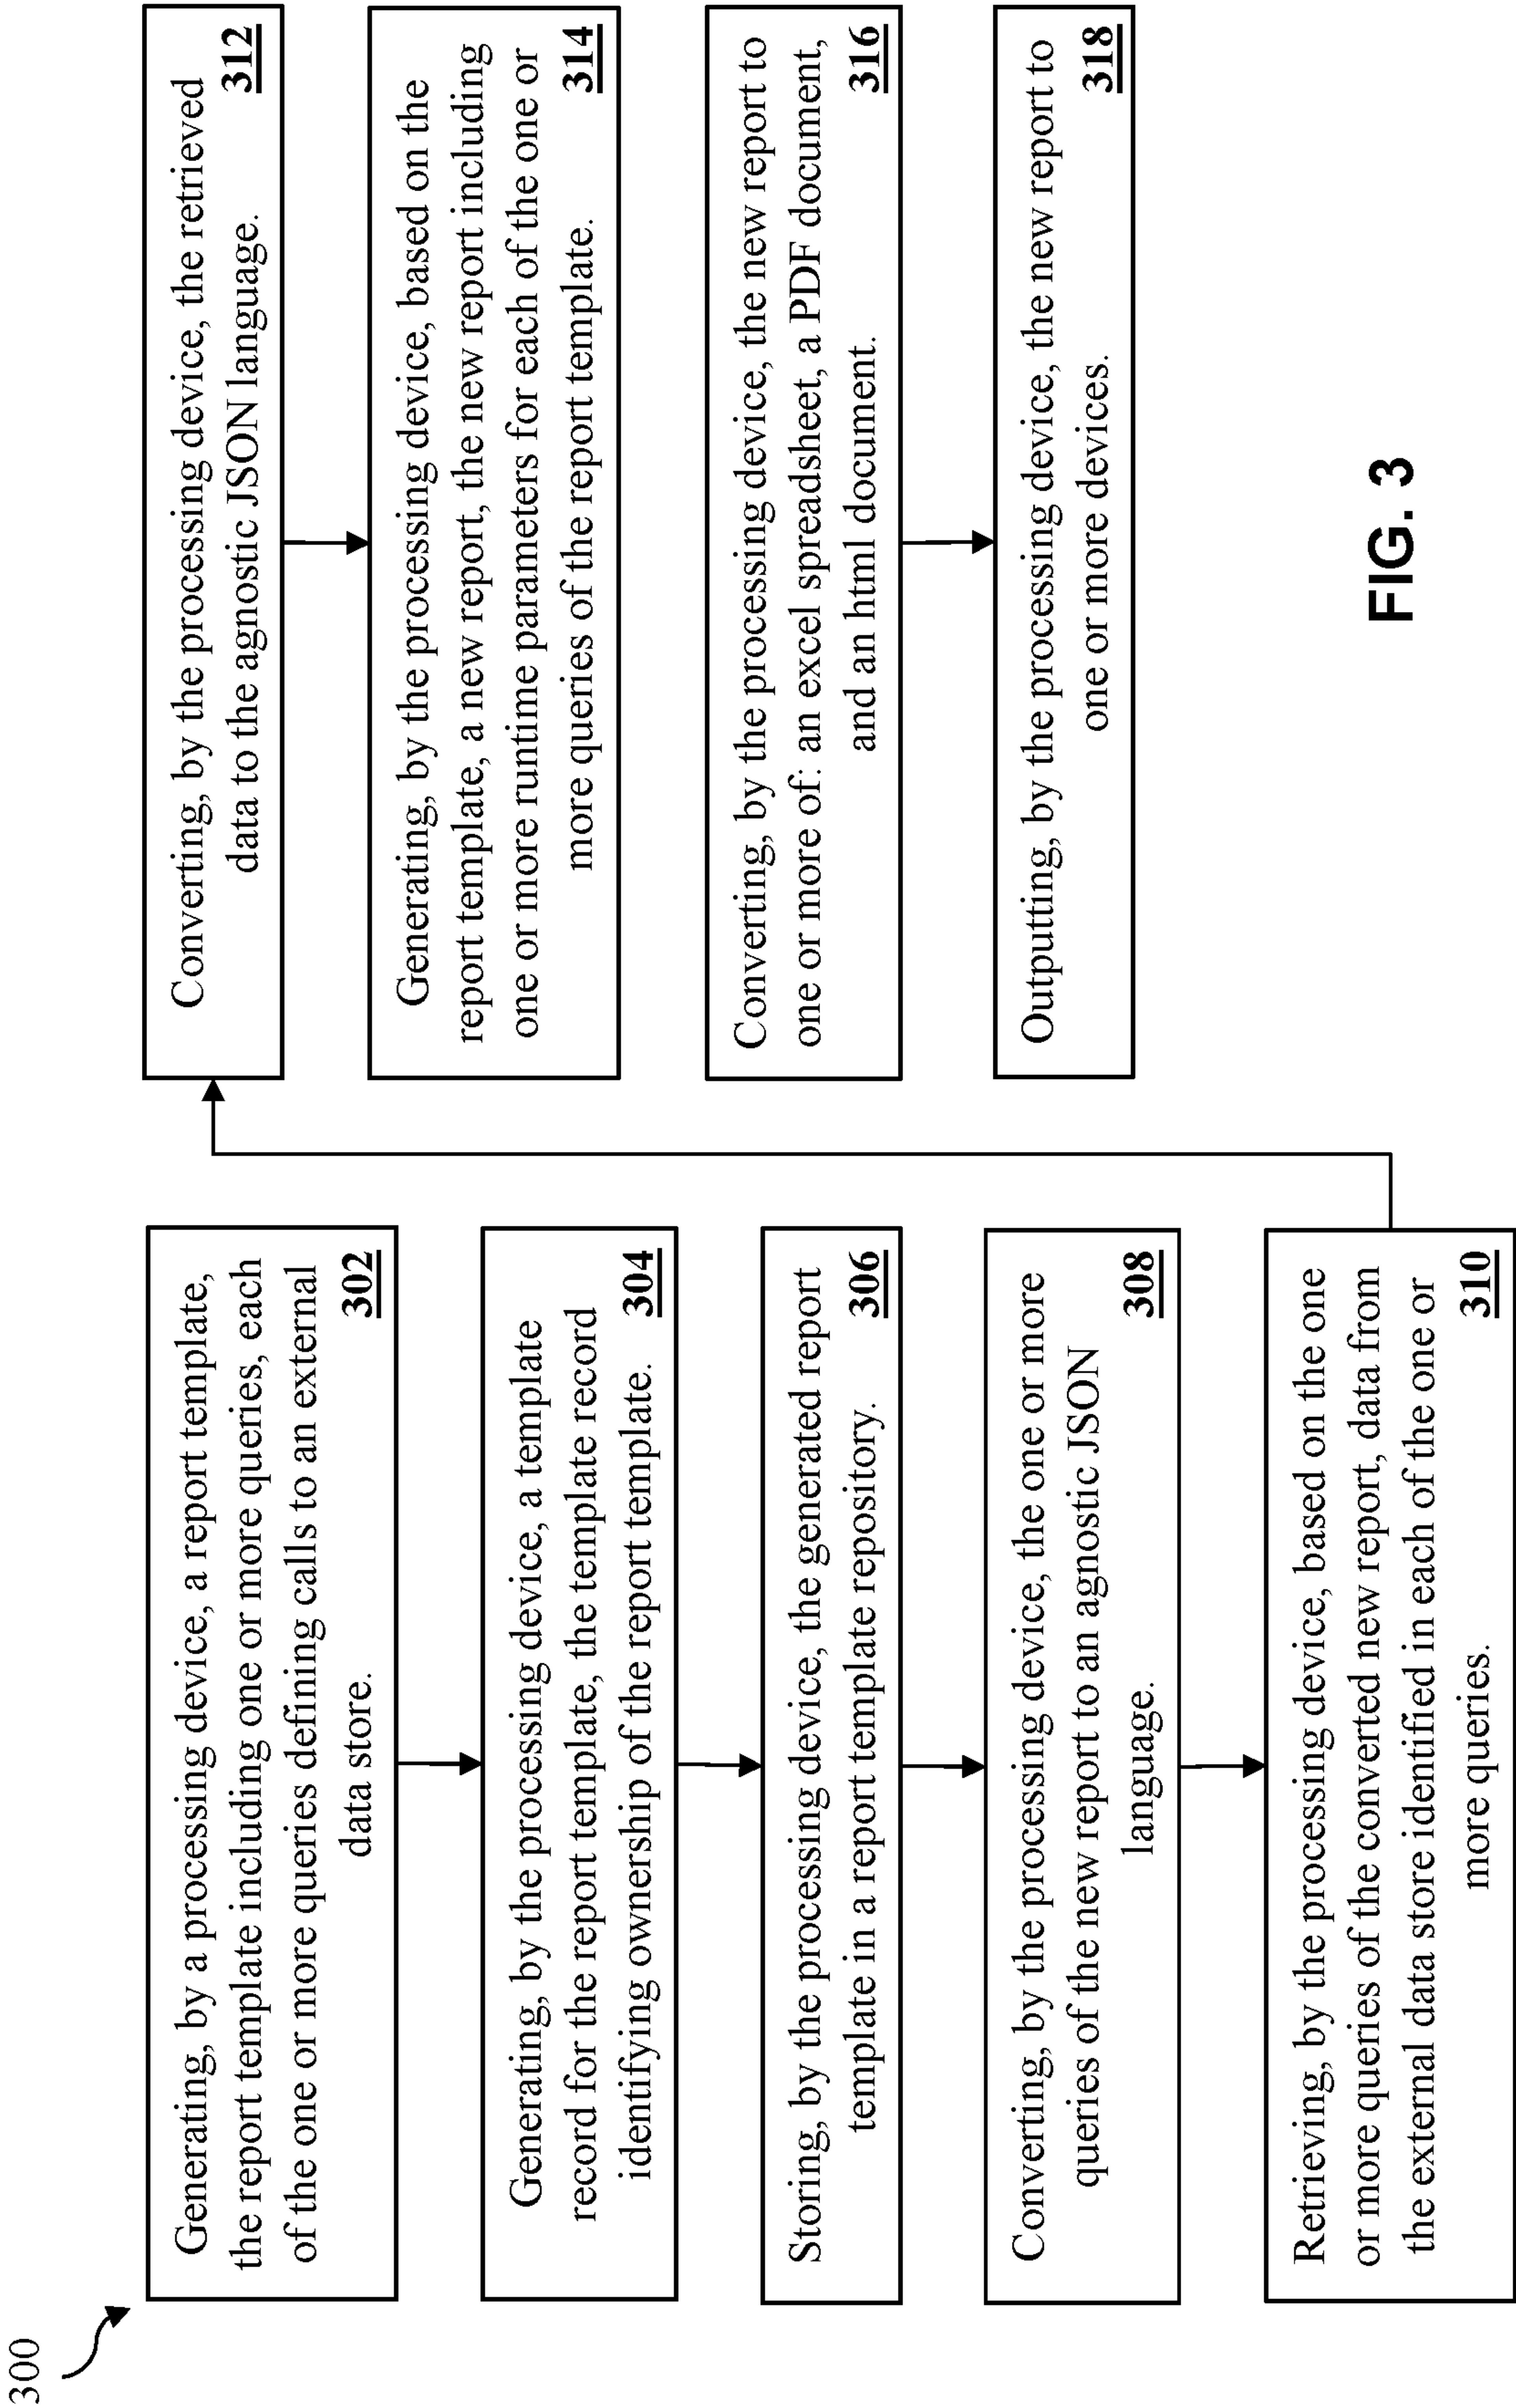 300
Generating, by a processing device, a report template,
the report template including one or more queries, each
of the one or more queries defining calls to an external
data store.
302
Generating, by the processing device, a template
record for the report template, the template record
identifying ownership of the report template.
304
Storing, by the processing device, the generated report
template in a report template repository.
306
Converting, by the processing device, the one or more
queries of the new report to an agnostic JSON
language.
308
Retrieving, by the processing device, based on the one
or more queries of the converted new report, data from
the external data store identified in each of the one or
more queries.
310
Converting, by the processing device, the retrieved
data to the agnostic JSON language.
312
Generating, by the processing device, based on the
report template, a new report, the new report including
one or more runtime parameters for each of the one or
more queries of the report template.
314
Converting, by the processing device, the new report to
one or more of: an excel spreadsheet, a PDF document,
and an html document.
316
Outputting, by the processing device, the new report to
one or more devices.
318
FIG. 3